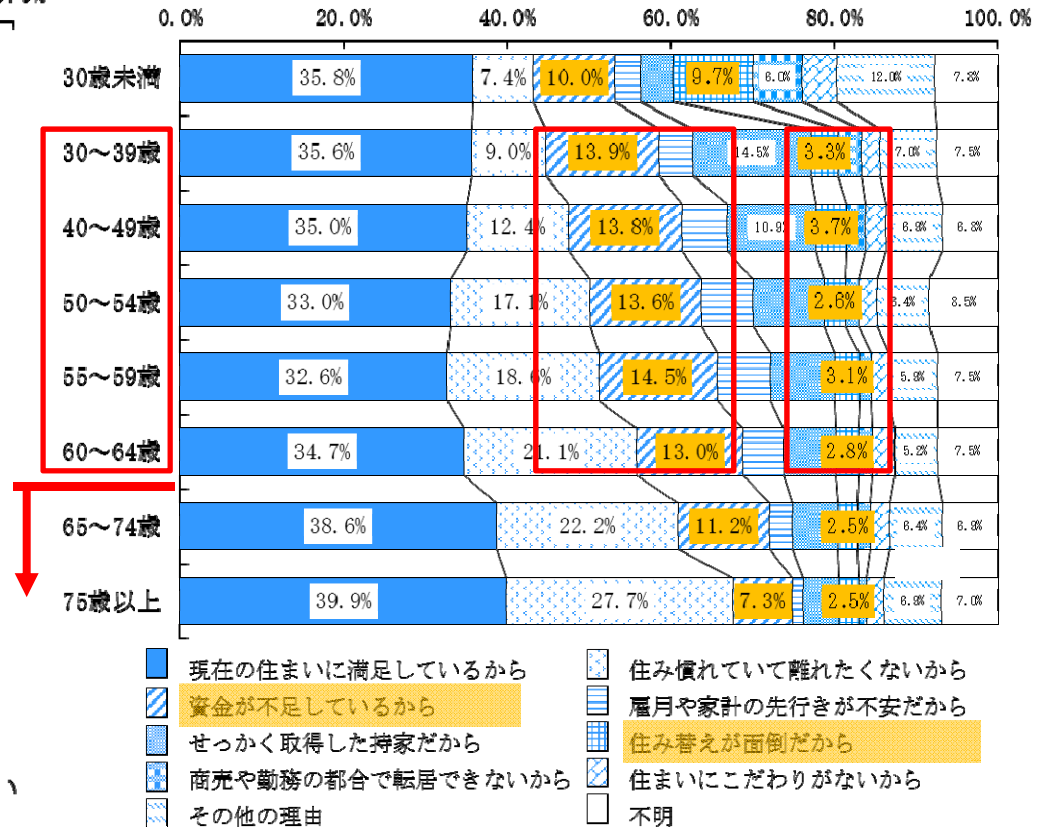 0.0% 20.0% 40.0% 60.0% 80.0% 100.0%
30歳未満 35.8% 7.4% 10.0% 9.7% 6.0% 12.0% 7.8%
30～39歳 35.6% 9.0% 13.9% 14.5% 3.3% 7.0% 7.5%
40～49歳 35.0% 12.4% 13.8% 10.9% 3.7% 6.9% 6.8%
50～54歳 33.0% 17.1% 13.6% 2.6% 8.5%
55～59歳 32.6% 18.6% 14.5% 3.1% 5.9% 7.5%
60～64歳 34.7% 21.1% 13.0% 2.8% 5.2% 7.5%
65～74歳 38.6% 22.2% 11.2% 2.5% 6.4% 6.9%
75歳以上 39.9% 27.7% 7.3% 2.5% 6.9% 7.0%
現在の住まいに満足しているから 住み慣れていて離れたくないから
資金が不足しているから 雇用や家計の先行きが不安だから
せっかく取得した持家だから 住み替えが面倒だから
商売や勤務の都合で転居できないから 住まいにこだわりがないから
その他の理由 不明